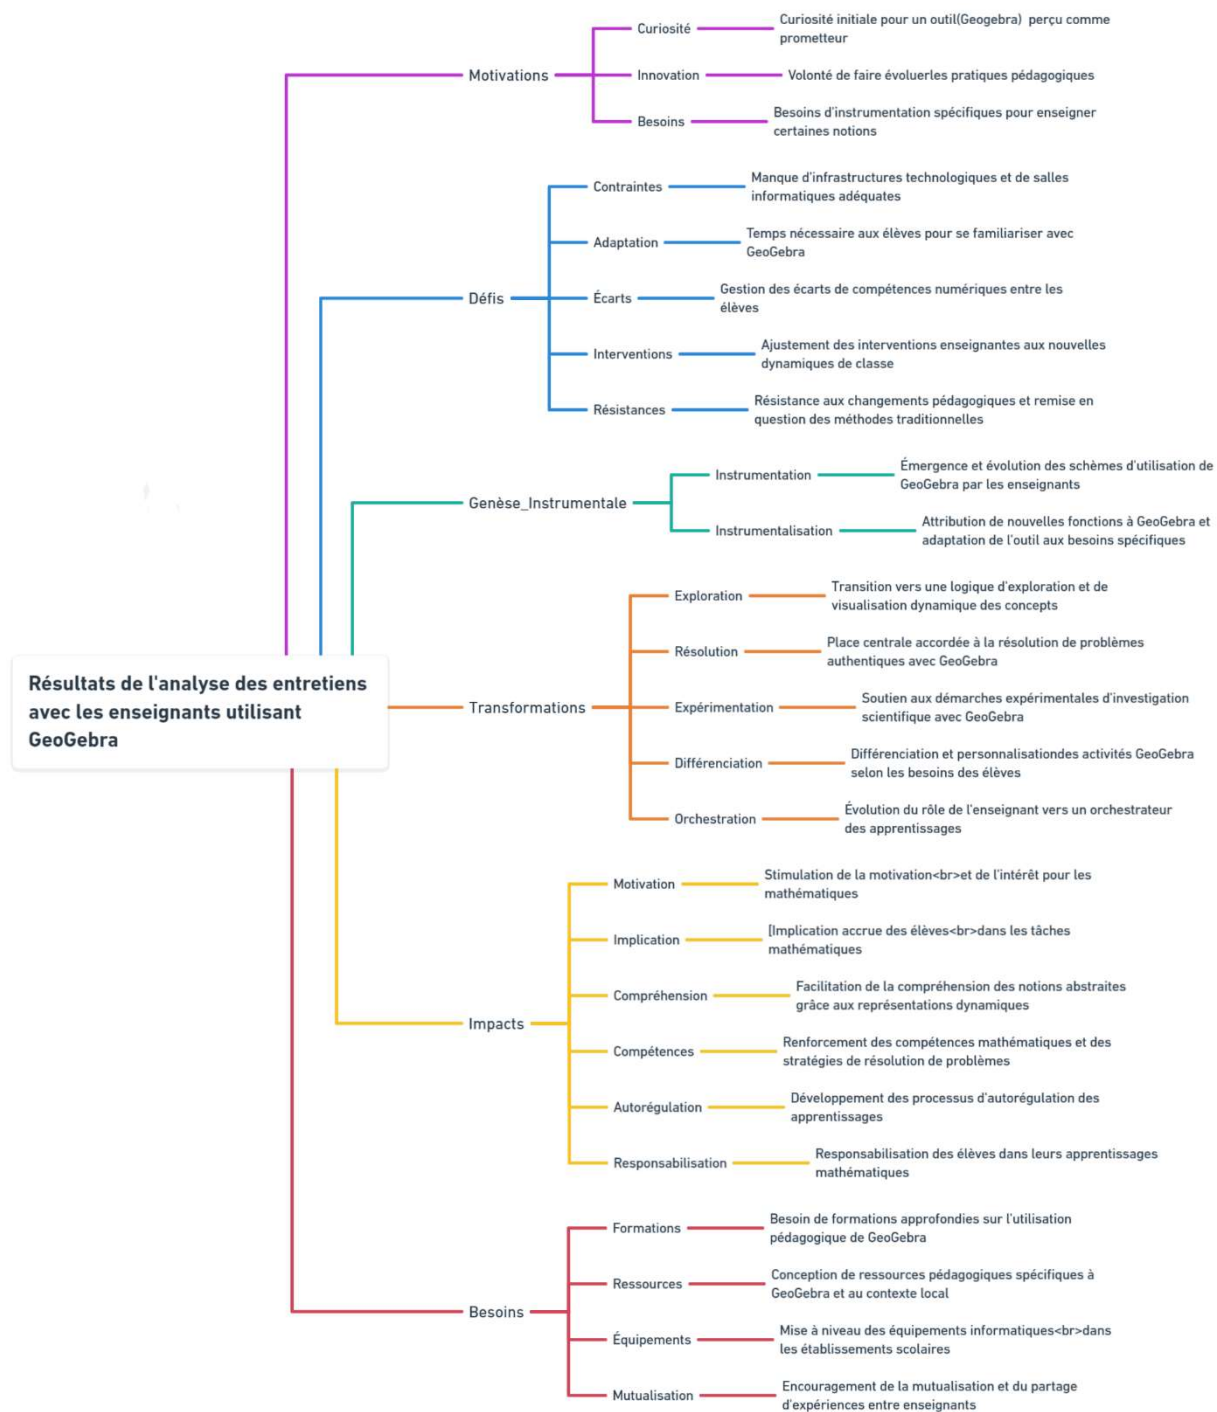 Curiosité
Curiosité initiale pour un outil(Geogebra) perçu comme
prometteur
Motivations
Innovation
Volonté de faire évoluerles pratiques pédagogiques
Besoins
Besoins d'instrumentation spécifiques pour enseigner
certaines notions
Contraintes
Manque d'infrastructures technologiques et de salles
informatiques adéquates
Adaptation
Temps nécessaire aux élèves pour se familiariser avec
GeoGebra
Défis
Écarts
Gestion des écarts de compétences numériques entre les
élèves
Interventions
Ajustement des interventions enseignantes aux nouvelles
dynamiques de classe
Résistances
Résistance aux changements pédagogiques et remise en
question des méthodes traditionnelles
Genèse_Instrumentale
Instrumentation
Émergence et évolution des schèmes d'utilisation de
GeoGebra par les enseignants
Instrumentalisation
Attribution de nouvelles fonctions à GeoGebra et
adaptation de l'outil aux besoins spécifiques
Résultats de l'analyse des entretiens
avec les enseignants utilisant
GeoGebra
Transformations
Exploration
Transition vers une logique d'exploration et de
visualisation dynamique des concepts
Résolution
Place centrale accordée à la résolution de problèmes
authentiques avec GeoGebra
Expérimentation
Soutien aux démarches expérimentales d'investigation
scientifique avec GeoGebra
Différenciation
Différenciation et personnalisationdes activités GeoGebra
selon les besoins des élèves
Orchestration
Évolution du rôle de l'enseignant vers un orchestrateur
des apprentissages
Impacts
Motivation
Stimulation de la motivation<br>et de l'intérêt pour les
mathématiques
Implication
[Implication accrue des élèves<br>dans les tâches
mathématiques
Compréhension
Facilitation de la compréhension des notions abstraites
grâce aux représentations dynamiques
Compétences
Renforcement des compétences mathématiques et des
stratégies de résolution de problèmes
Autorégulation
Développement des processus d'autorégulation des
apprentissages
Responsabilisation
Responsabilisation des élèves dans leurs apprentissages
mathématiques
Besoins
Formations
Besoin de formations approfondies sur l'utilisation
pédagogique de GeoGebra
Ressources
Conception de ressources pédagogiques spécifiques à
GeoGebra et au contexte local
Équipements
Mise à niveau des équipements informatiques<br>dans
les établissements scolaires
Mutualisation
Encouragement de la mutualisation et du partage
d'expériences entre enseignants